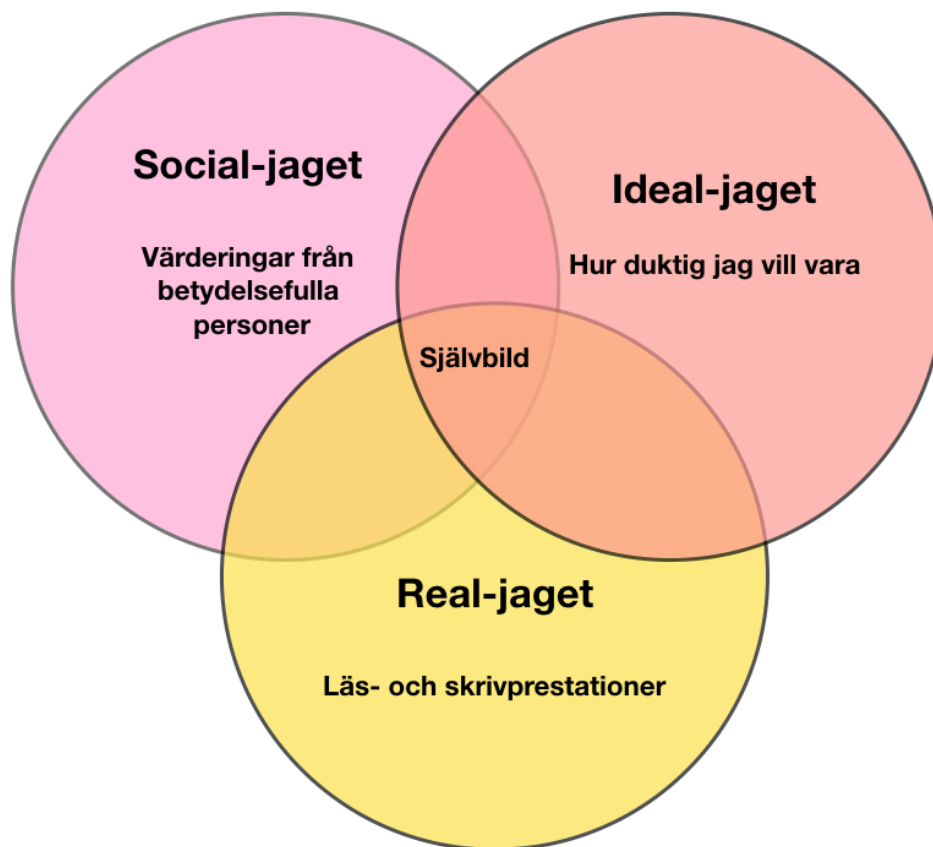 Social-jaget
Värderingar från
betydelsefulla
personer
Ideal-jaget
Hur duktig jag vill vara
Självbild
Real-jaget
Läs- och skrivprestationer